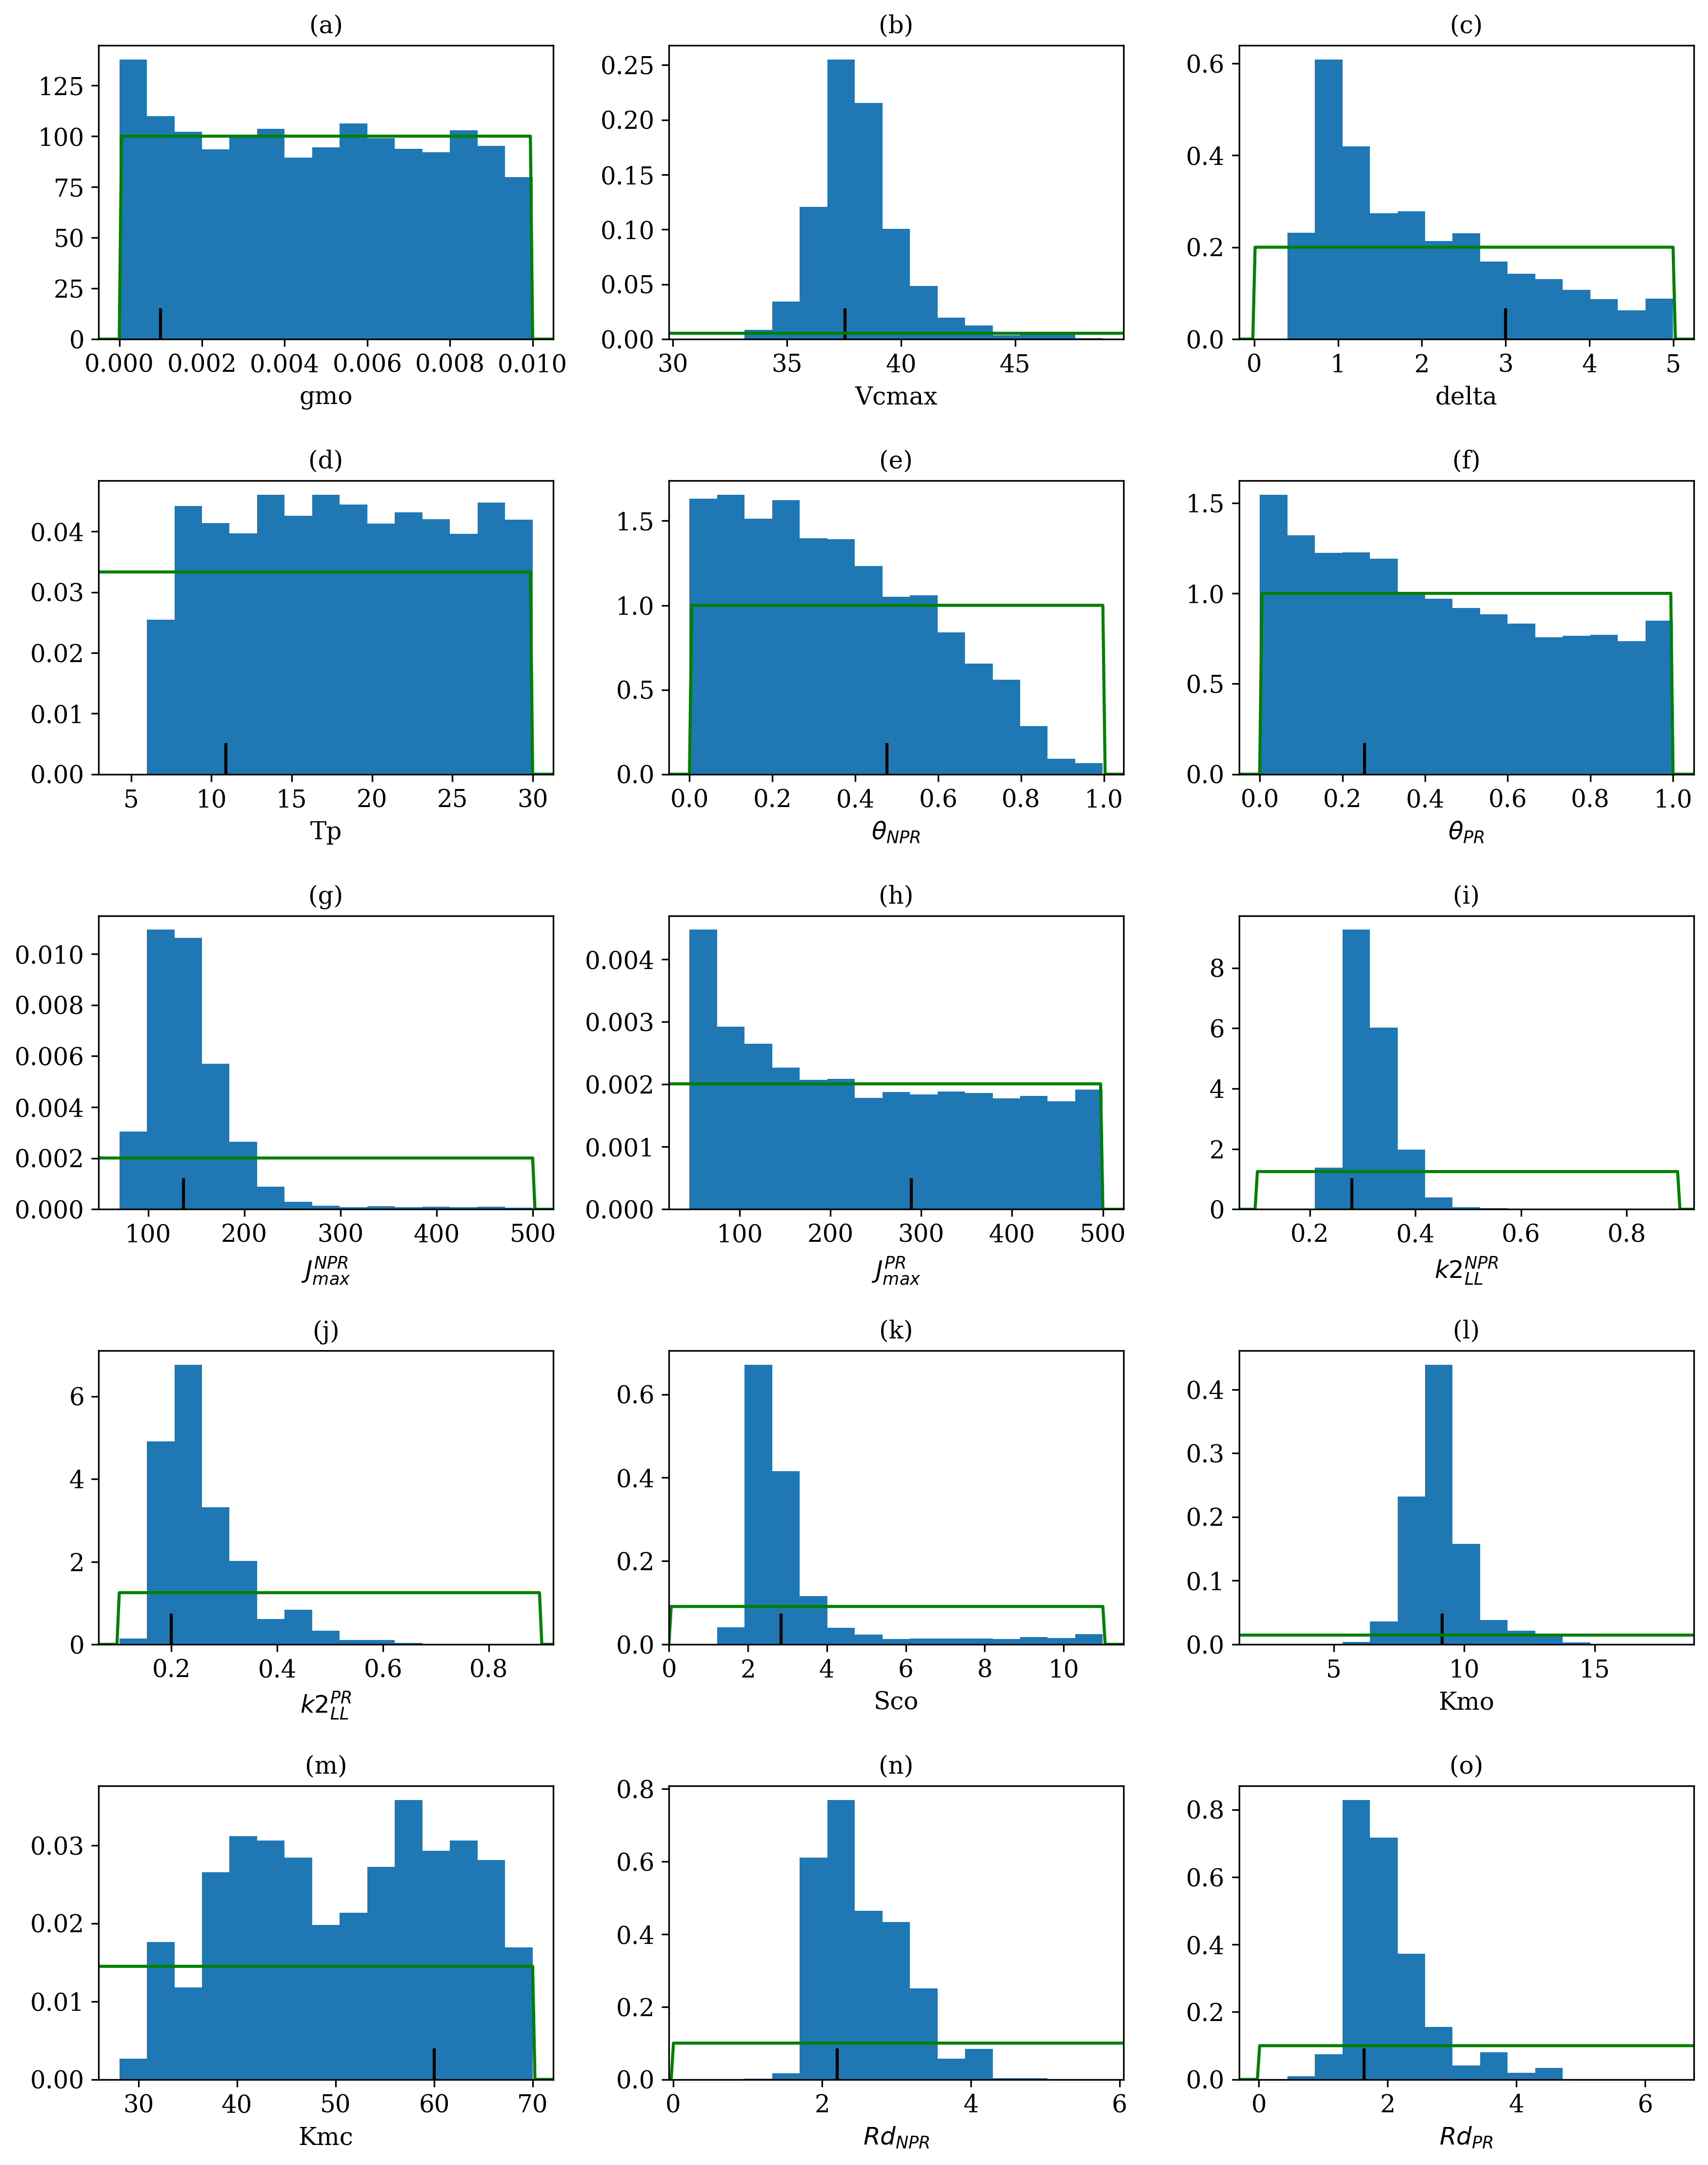 (a) (b) (c)
125
100
75
50
25
0
0.000 0.002 0.004 0.006 0.008 0.010
gmo
0.25
0.20
0.15
0.10
0.05
0.00
30 35 40 45
Vcmax
0.6
0.4
0.2
0.0
0 1 2 3 4 5
delta
(d) (e) (f)
0.04
0.03
0.02
0.01
0.00
5 10 15 20 25 30
Tp
1.5
1.0
0.5
0.0
0.0 0.2 0.4 0.6 0.8 1.0
θNPR
1.5
1.0
0.5
0.0
0.0 0.2 0.4 0.6 0.8 1.0
θPR
(g) (h) (i)
0.010
0.008
0.006
0.004
0.002
0.000
100 200 300 400 500
JmaxNPR
0.004
0.003
0.002
0.001
0.000
100 200 300 400 500
JmaxPR
8
6
4
2
0
0.2 0.4 0.6 0.8
k2LLNPR
(j) (k) (l)
6
4
2
0
0.2 0.4 0.6 0.8
k2LLPR
0.6
0.4
0.2
0.0
0 2 4 6 8 10
Sco
0.4
0.3
0.2
0.1
0.0
5 10 15
Kmo
(m) (n) (o)
0.03
0.02
0.01
0.00
30 40 50 60 70
Kmc
0.8
0.6
0.4
0.2
0.0
0 2 4 6
RdNPR
0.8
0.6
0.4
0.2
0.0
0 2 4 6
RdPR